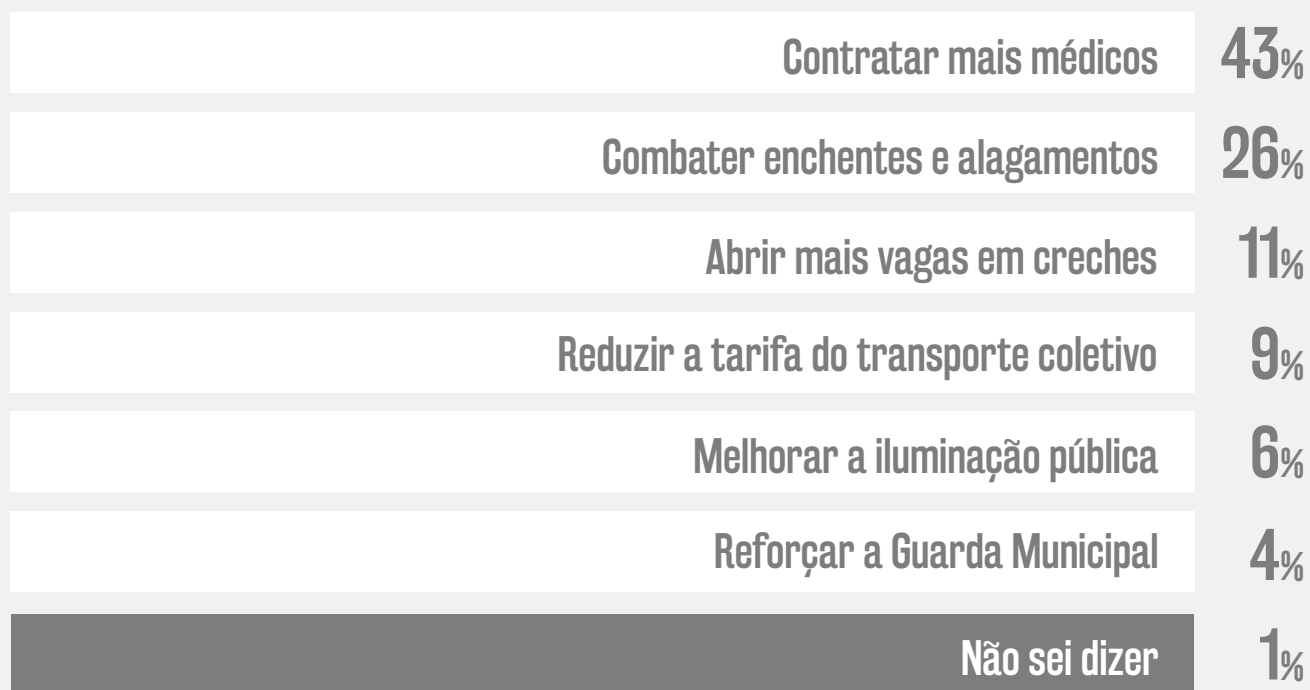 Contratar mais médicos 43%
Combater enchentes e alagamentos 26%
Abrir mais vagas em creches 11%
Reduzir a tarifa do transporte coletivo 9%
Melhorar a iluminação pública 6%
Reforçar a Guarda Municipal 4%
Não sei dizer 1%